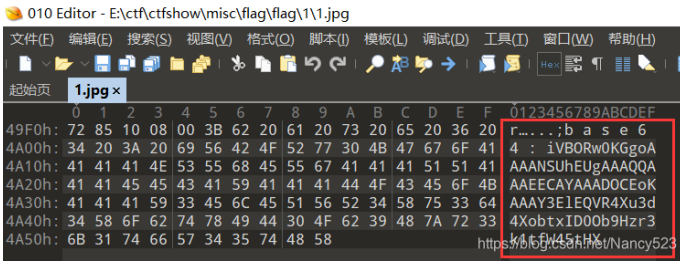 010 Editor - E:\ctf\ctfshow\misc\flag\flag\1\1.jpg
文件(F) 编辑(E) 搜索(S) 视图(V) 格式(O) 脚本(I) 模板(L) 调试(D) 工具(T) 窗口(W) 帮助(H)
Hex
起始页 1.jpg ×
0 1 2 3 4 5 6 7 8 9 A B C D E F 0123456789ABCDEF
49F0h: 72 85 10 08 00 3B 62 20 61 20 73 20 65 20 36 20 r…...;b a s e 6
4A00h: 34 20 3A 20 69 56 42 4F 52 77 30 4B 47 67 6F 41 4 : iVBORw0KGgoA
4A10h: 41 41 41 4E 53 55 68 45 55 67 41 41 41 51 51 41 AAANSUhEUgAAAQQA
4A20h: 41 41 45 45 43 41 59 41 41 41 44 4F 43 45 6F 4B AAEECAYAAADOCEoK
4A30h: 41 41 41 59 33 45 6C 45 51 56 52 34 58 75 33 64 AAAY3ElEQVR4Xu3d
4A40h: 34 58 6F 62 74 78 49 44 30 4F 62 39 48 7A 72 33 4XobtxID0Ob9Hzr3
4A50h: 6B 31 74 66 57 34 35 74 48 58 k1tfW45tHX
https://blog.csdn.net/Nancy523